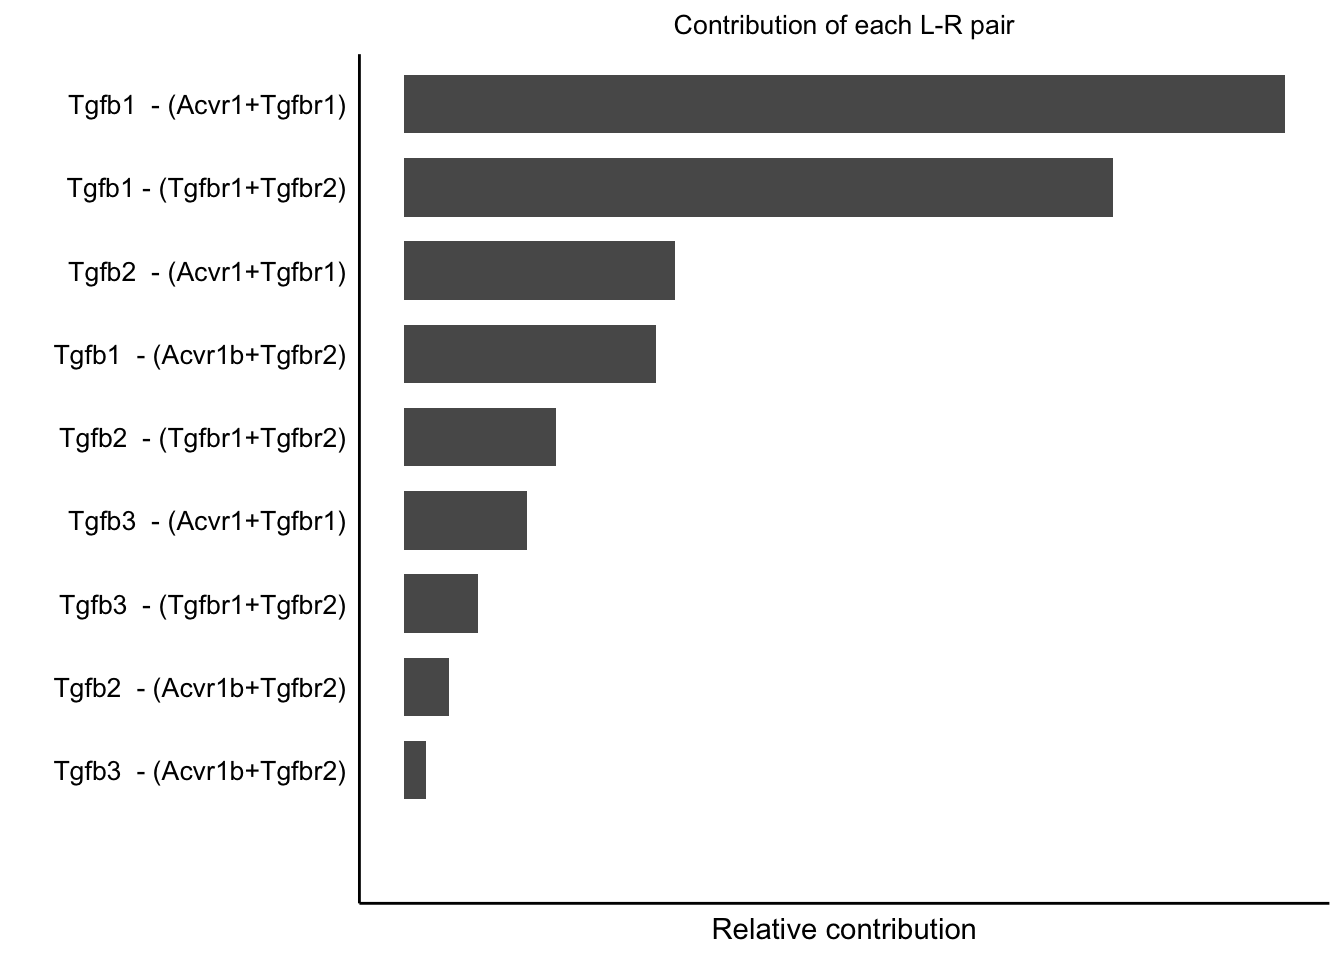 Contribution of each L-R pair
Tgfb1  - (Acvr1+Tgfbr1)
Tgfb1 - (Tgfbr1+Tgfbr2)
Tgfb2  - (Acvr1+Tgfbr1)
Tgfb1  - (Acvr1b+Tgfbr2)
Tgfb2  - (Tgfbr1+Tgfbr2)
Tgfb3  - (Acvr1+Tgfbr1)
Tgfb3  - (Tgfbr1+Tgfbr2)
Tgfb2  - (Acvr1b+Tgfbr2)
Tgfb3  - (Acvr1b+Tgfbr2)
Relative contribution